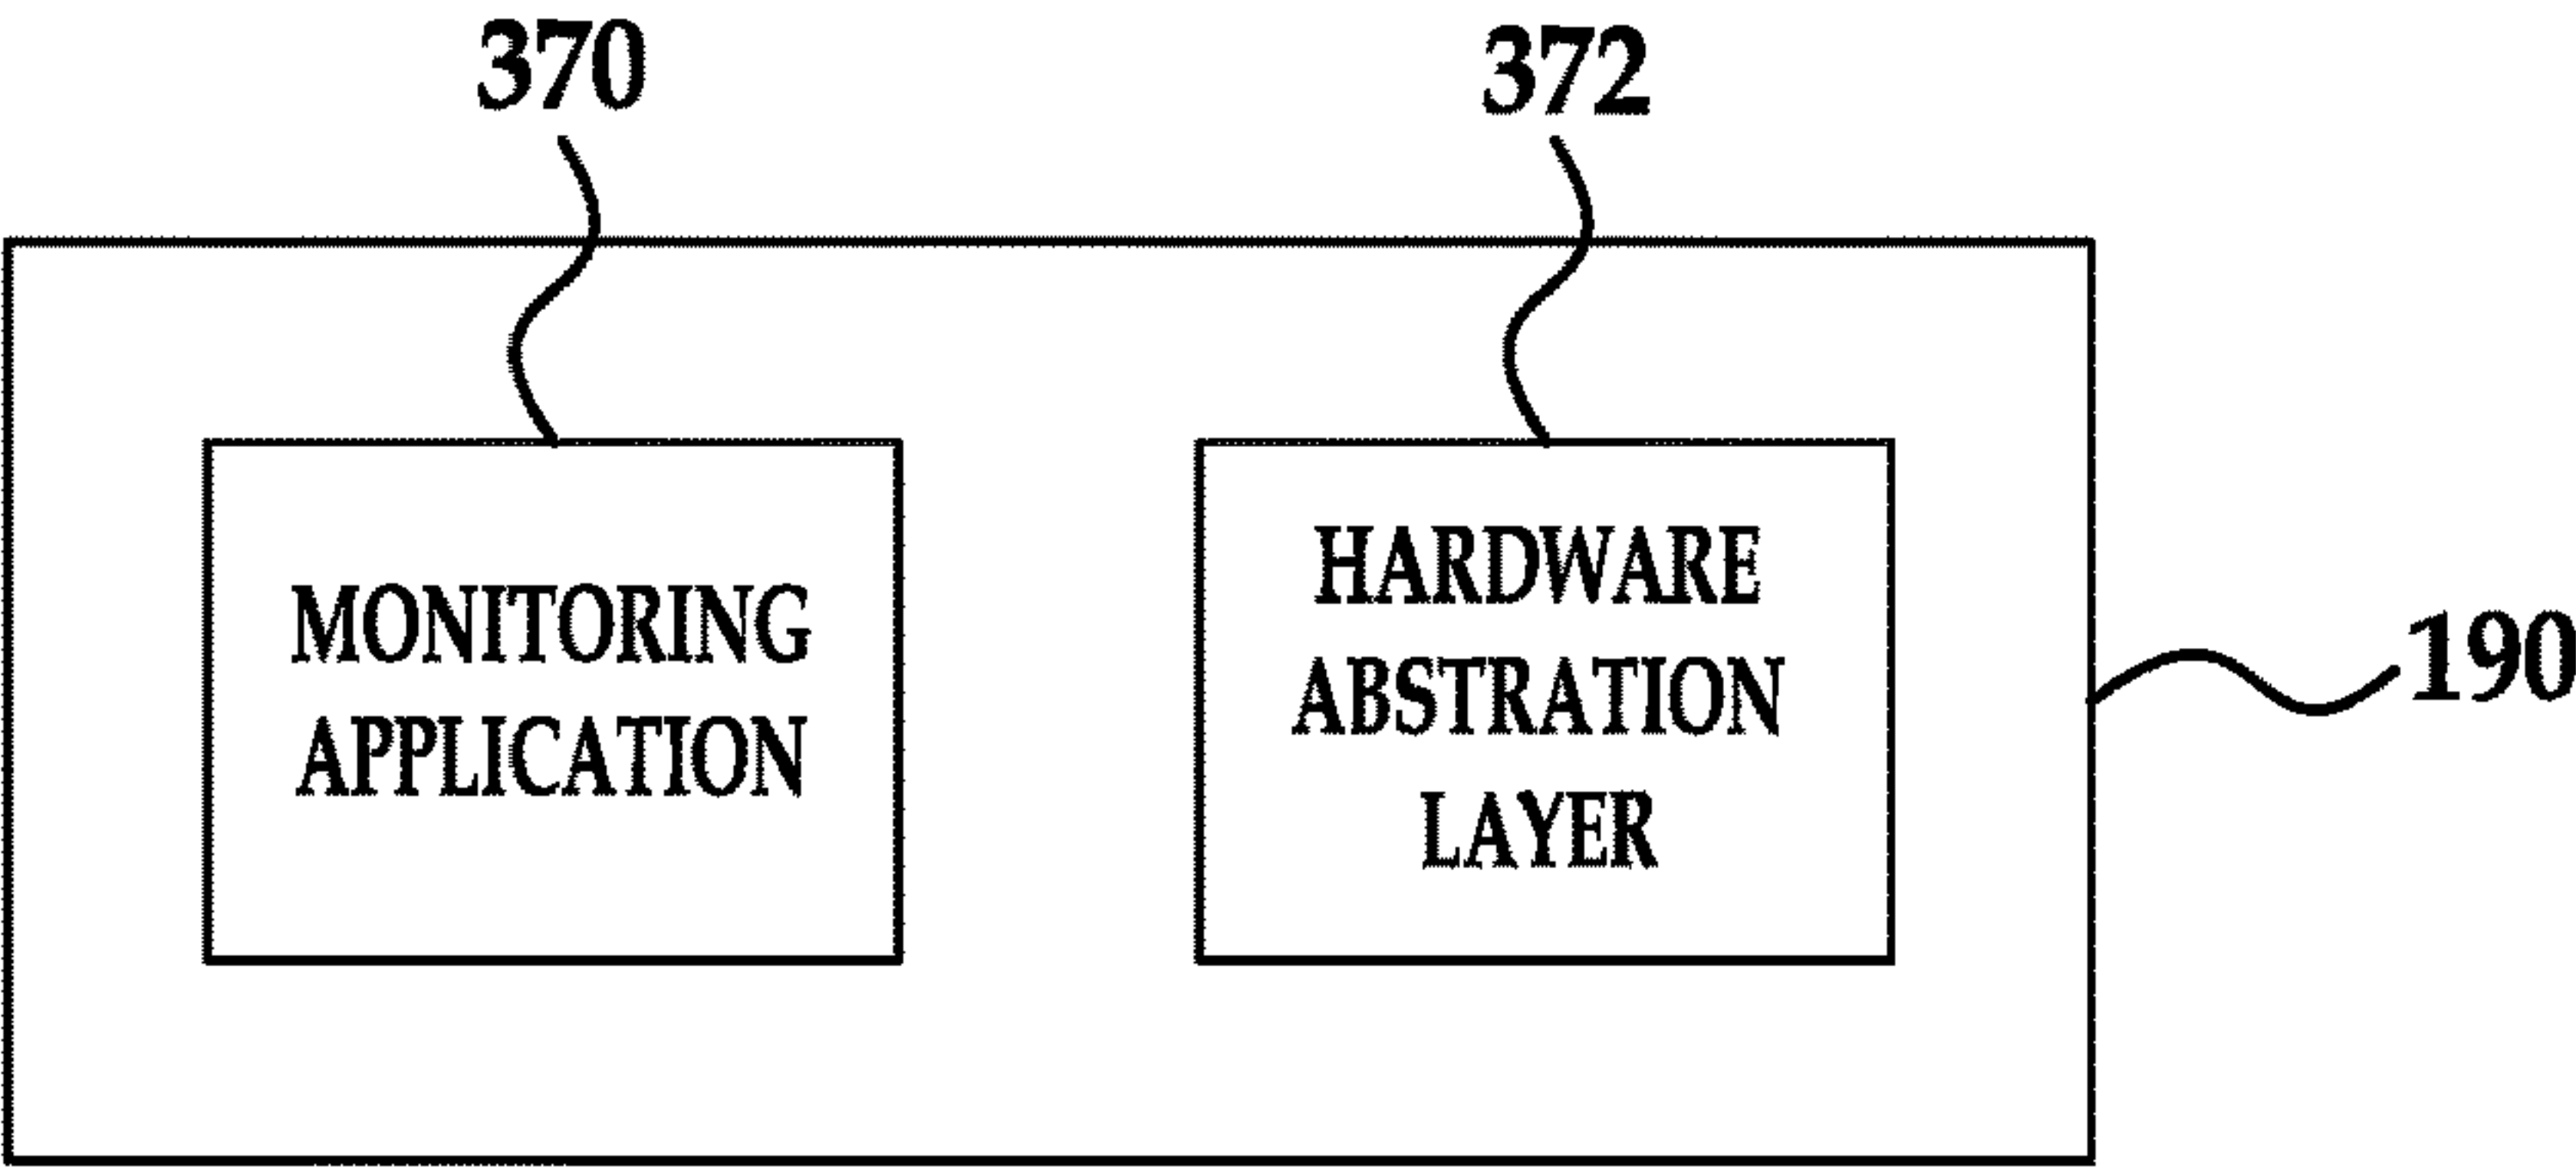 370
372
MONITORING
APPLICATION
HARDWARE
ABSTRATION
LAYER
190